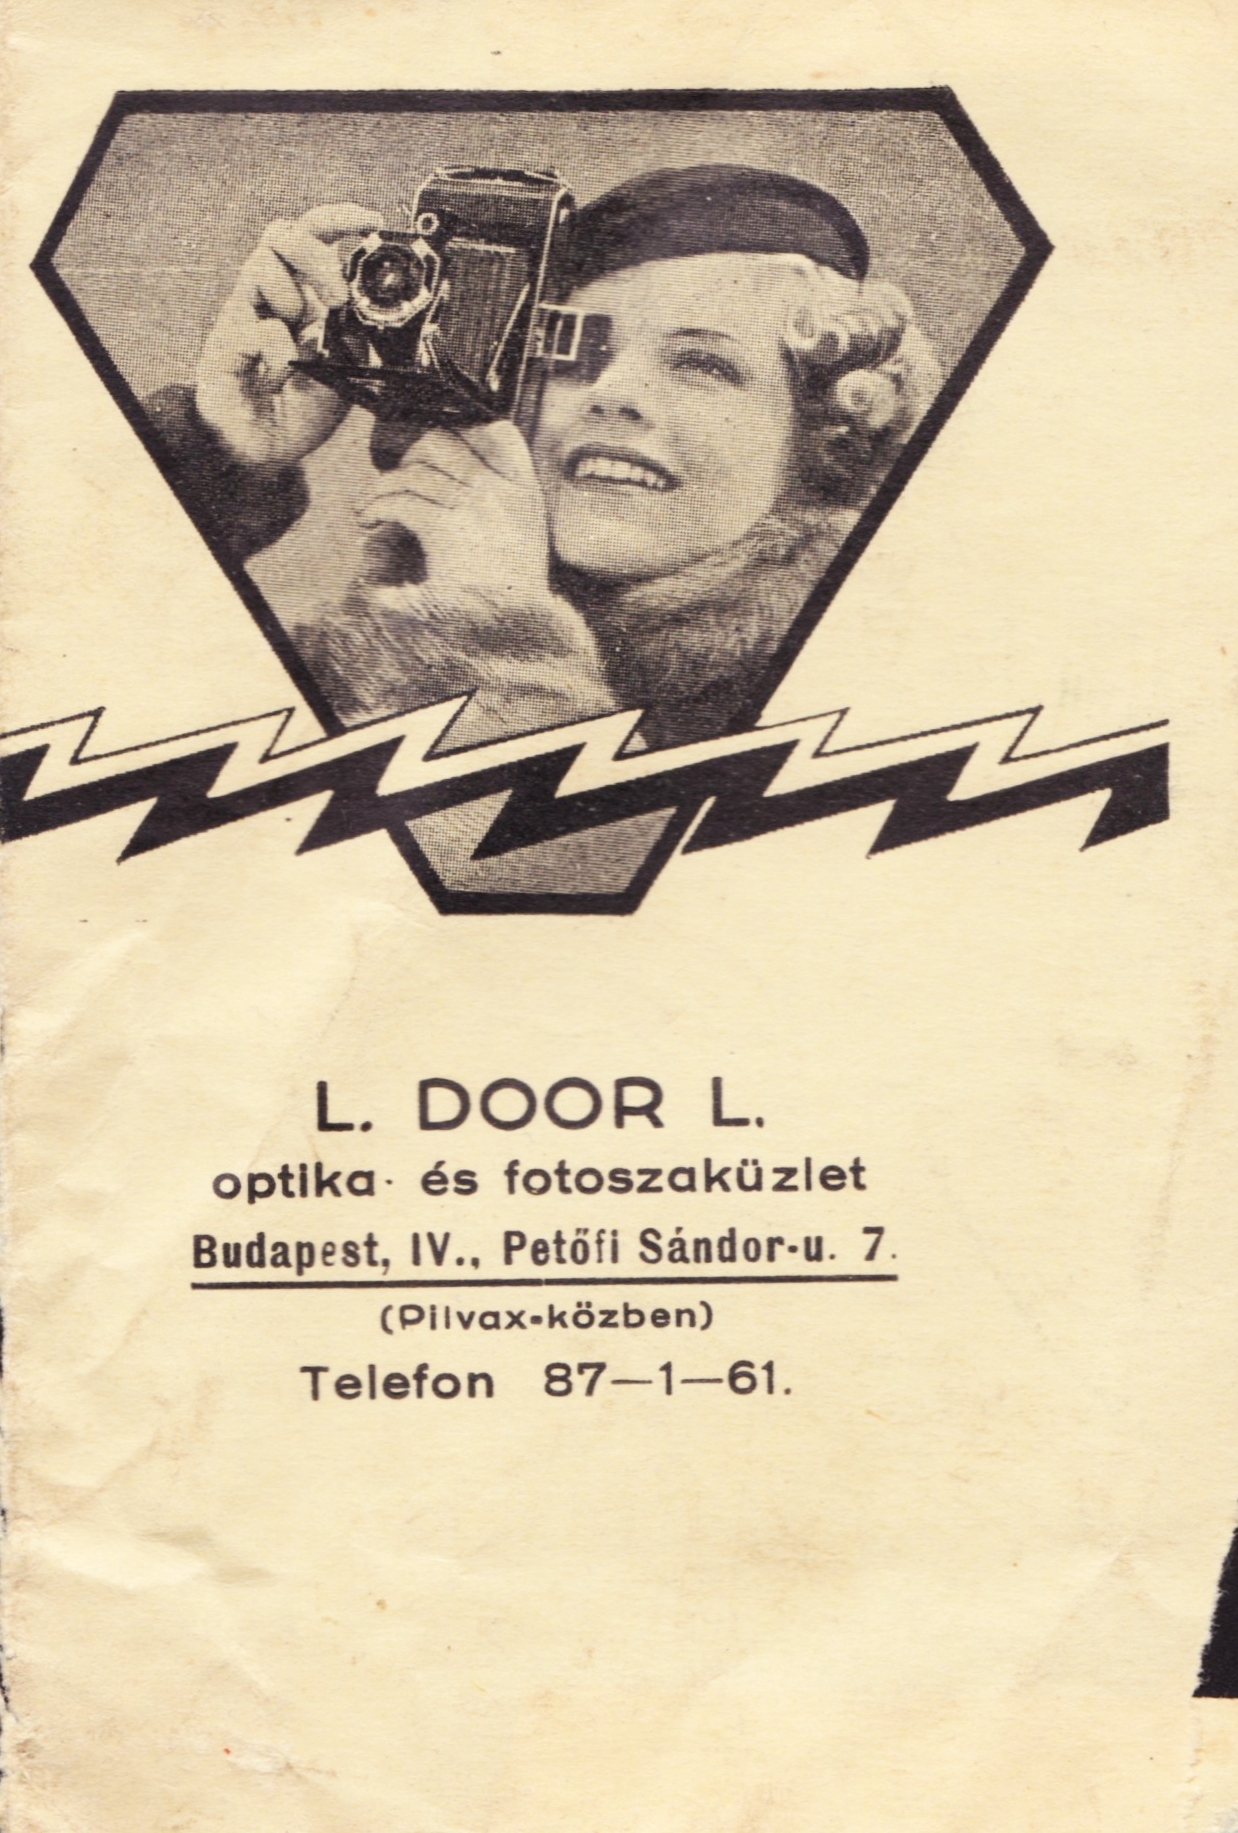 L. DOOR L.
optika- és fotoszaküzlet
Budapest, IV., Petőfi Sándor-u. 7.
(Pilvax-közben)
Telefon 87—1—61.